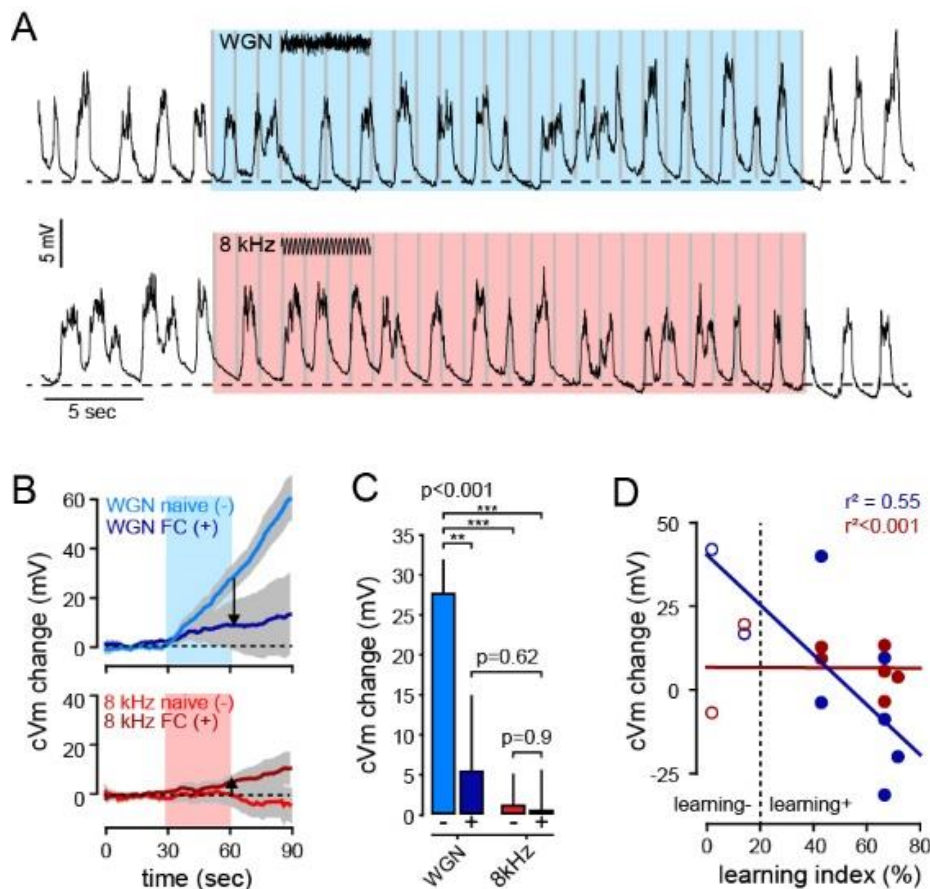 A
WGN
5 mV
8 kHz
5 sec
B
60
40
20
0
WGN naive (-)
WGN FC (+)
40
20
0
8 kHz naive (-)
8 kHz FC (+)
cVm change (mV)
cVm change (mV)
0
30
60
90
time (sec)
C
p<0.001
***
***
**
35
30
25
20
15
10
5
0
cVm change (mV)
p=0.62
p=0.9
- + - +
WGN
8kHz
D
r² = 0.55
r²<0.001
50
25
0
-25
cVm change (mV)
learning-
learning+
0 20 40 60 80
learning index (%)